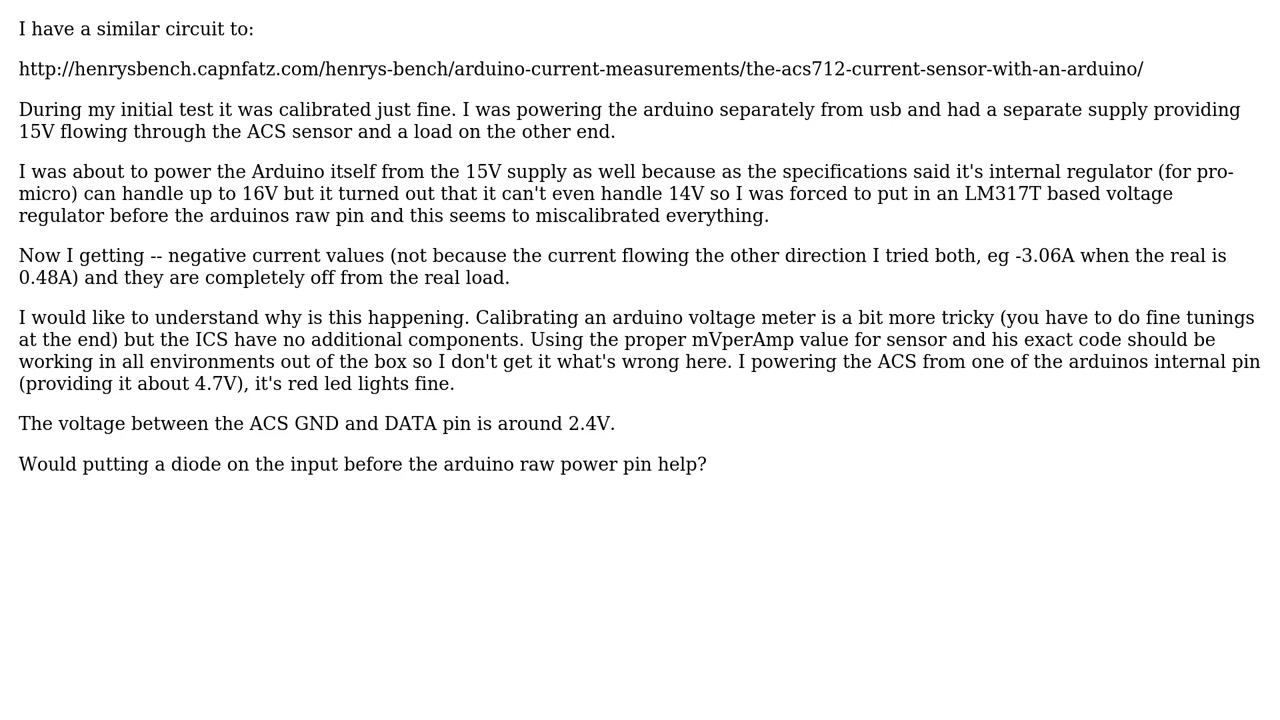 I have a similar circuit to:
http://henrysbench.capnfatz.com/henrys-bench/arduino-current-measurements/the-acs712-current-sensor-with-an-arduino/
During my initial test it was calibrated just fine. I was powering the arduino separately from usb and had a separate supply providing
15V flowing through the ACS sensor and a load on the other end.
I was about to power the Arduino itself from the 15V supply as well because as the specifications said it's internal regulator (for pro-
micro) can handle up to 16V but it turned out that it can't even handle 14V so I was forced to put in an LM317T based voltage
regulator before the arduinos raw pin and this seems to miscalibrated everything.
Now I getting -- negative current values (not because the current flowing the other direction I tried both, eg -3.06A when the real is
0.48A) and they are completely off from the real load.
I would like to understand why is this happening. Calibrating an arduino voltage meter is a bit more tricky (you have to do fine tunings
at the end) but the ICS have no additional components. Using the proper mVperAmp value for sensor and his exact code should be
working in all environments out of the box so I don't get it what's wrong here. I powering the ACS from one of the arduinos internal pin
(providing it about 4.7V), it's red led lights fine.
The voltage between the ACS GND and DATA pin is around 2.4V.
Would putting a diode on the input before the arduino raw power pin help?